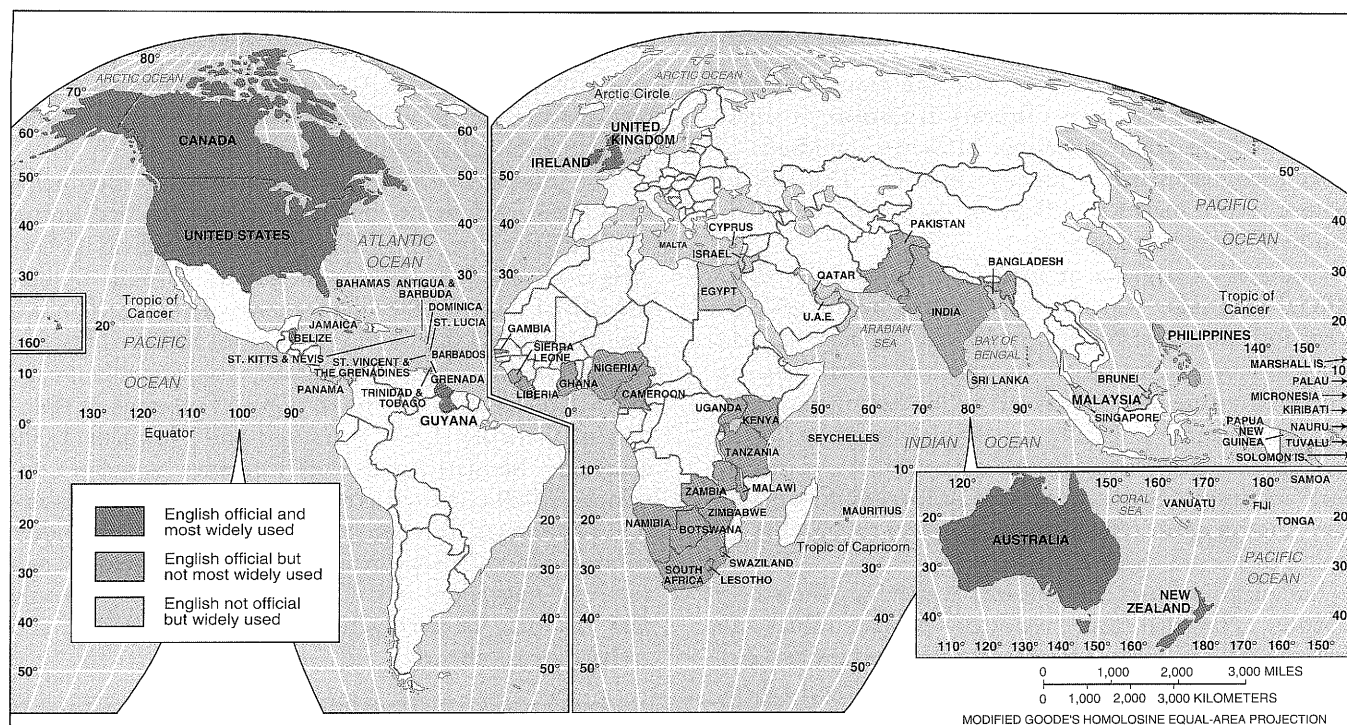 80°
ARCTIC OCEAN
70°
60°
50°
40°
30°
Tropic of
Cancer
20°
160°
PACIFIC
OCEAN
10°
130°
120°
110°
100°
90°
0°
Equator
10°
20°
30°
40°
50°
CANADA
UNITED STATES
60°
50°
40°
ATLANTIC
OCEAN
30°
BAHAMAS
ANTIGUA &
BARBUDA
DOMINICA
ST. LUCIA
JAMAICA
BELIZE
ST. KITTS & NEVIS
ST. VINCENT &
THE GRENADINES
BARBADOS
GRENADA
PANAMA
TRINIDAD &
TOBAGO
GUYANA
20°
10°
30°
40°
50°
English official and
most widely used
English official but
not most widely used
English not official
but widely used
ARCTIC OCEAN
Arctic Circle
UNITED
KINGDOM
IRELAND
60°
50°
40°
30°
MALTA
CYPRUS
ISRAEL
EGYPT
QATAR
U.A.E.
PAKISTAN
BANGLADESH
INDIA
ARABIAN
SEA
BAY OF
BENGAL
SRI LANKA
GAMBIA
SIERRA
LEONE
LIBERIA
GHANA
NIGERIA
CAMEROON
UGANDA
KENYA
TANZANIA
SEYCHELLES
INDIAN
OCEAN
0°
50°
60°
70°
80°
90°
10°
10°
ZAMBIA
MALAWI
ZIMBABWE
NAMIBIA
BOTSWANA
MAURITIUS
Tropic of Capricorn
SOUTH
AFRICA
SWAZILAND
LESOTHO
20°
30°
30°
40°
40°
50°
50°
50°
PACIFIC
OCEAN
40°
30°
Tropic of
Cancer
20°
PHILIPPINES
140°
150°
MARSHALL IS.
10°
BRUNEI
PALAU
MALAYSIA
MICRONESIA
SINGAPORE
KIRIBATI
PAPUA
NEW
GUINEA
NAURU
TUVALU
SOLOMON IS.
120°
150°
160°
170°
180°
SAMOA
CORAL
SEA
VANUATU
FIJI
TONGA
20°
20°
AUSTRALIA
PACIFIC
OCEAN
30°
30°
NEW
ZEALAND
40°
40°
110°
120°
130°
140°
150°
160°
180°
170°
160°
150°
0
1,000
2,000
3,000 MILES
0
1,000
2,000
3,000 KILOMETERS
MODIFIED GOODE'S HOMOLOSINE EQUAL-AREA PROJECTION